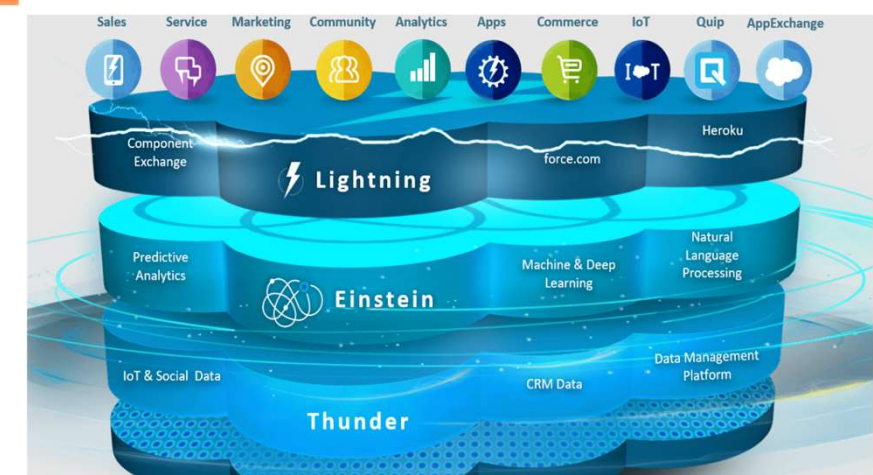 Sales Service Marketing Community Analytics Apps Commerce IoT Quip AppExchange
I T
Component
Exchange
Lightning
force.com
Heroku
Predictive
Analytics
Einstein
Machine & Deep
Learning
Natural
Language
Processing
IoT & Social Data
Thunder
CRM Data
Data Management
Platform